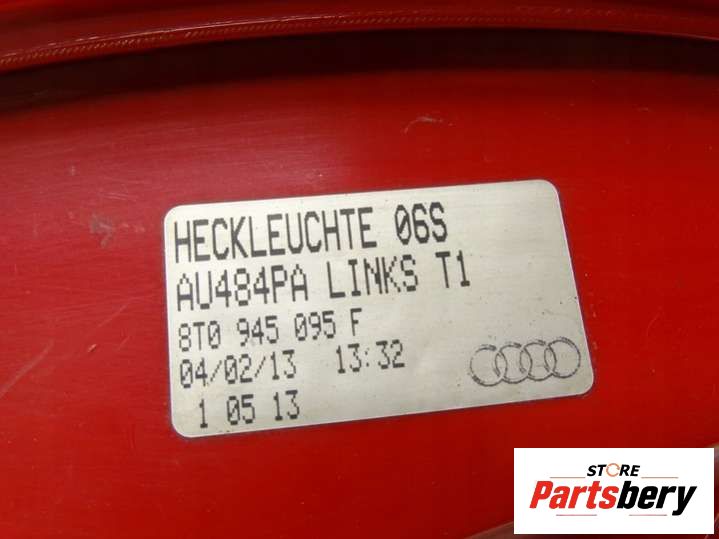 HECKLEUCHTE 06S
AU484PA LINKS T1
8T0 945 095 F
04/02/13 13:32
1 05 13
STORE
Partsbery